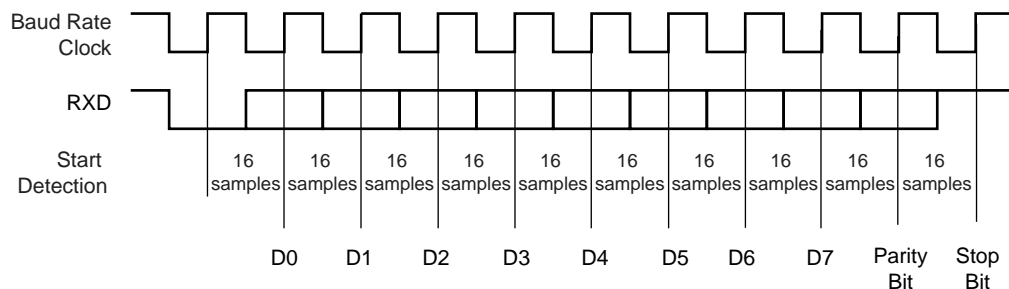 Baud Rate
Clock
RXD
Start
Detection
16 16 16 16 16 16 16 16 16 16
samples samples samples samples samples samples samples samples samples samples
D0 D1 D2 D3 D4 D5 D6 D7 Parity Stop
Bit Bit